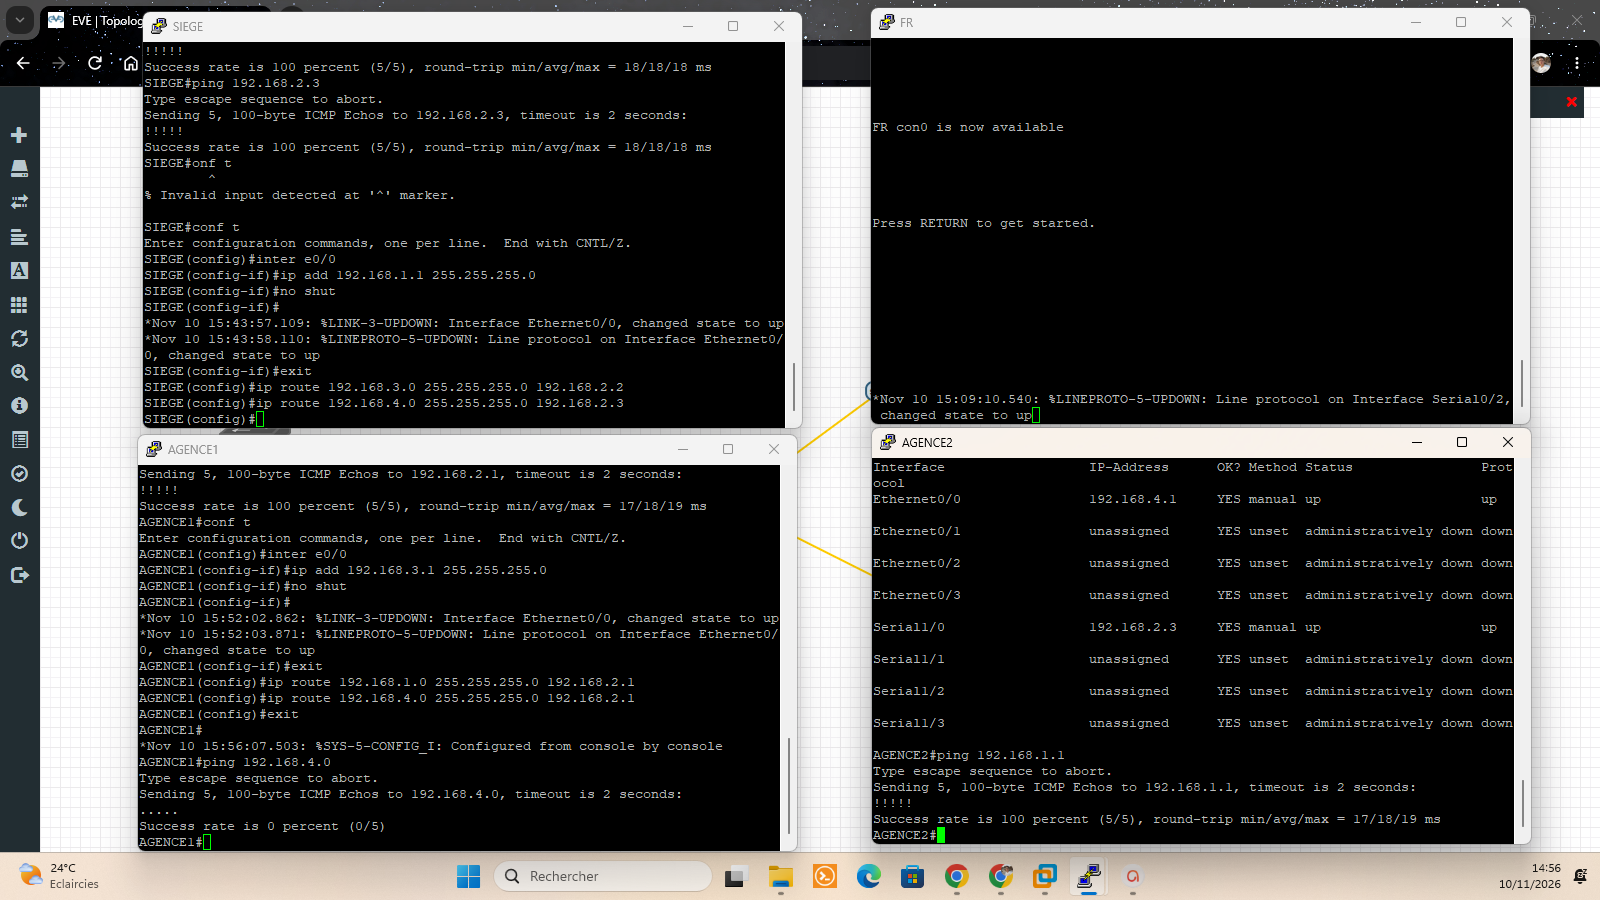 EVE | Topolog
SIEGE
!!!!!
Success rate is 100 percent (5/5), round-trip min/avg/max = 18/18/18 ms
SIEGE#ping 192.168.2.3
Type escape sequence to abort.
Sending 5, 100-byte ICMP Echos to 192.168.2.3, timeout is 2 seconds:
!!!!!
Success rate is 100 percent (5/5), round-trip min/avg/max = 18/18/18 ms
SIEGE#onf t
^
% Invalid input detected at '^' marker.
SIEGE#conf t
Enter configuration commands, one per line.  End with CNTL/Z.
SIEGE(config)#inter e0/0
SIEGE(config-if)#ip add 192.168.1.1 255.255.255.0
SIEGE(config-if)#no shut
SIEGE(config-if)#
*Nov 10 15:43:57.109: %LINK-3-UPDOWN: Interface Ethernet0/0, changed state to up
*Nov 10 15:43:58.110: %LINEPROTO-5-UPDOWN: Line protocol on Interface Ethernet0/
0, changed state to up
SIEGE(config-if)#exit
SIEGE(config)#ip route 192.168.3.0 255.255.255.0 192.168.2.2
SIEGE(config)#ip route 192.168.4.0 255.255.255.0 192.168.2.3
SIEGE(config)#
FR
FR con0 is now available
Press RETURN to get started.
*Nov 10 15:09:10.540: %LINEPROTO-5-UPDOWN: Line protocol on Interface Serial0/2,
changed state to up
AGENCE1
Sending 5, 100-byte ICMP Echos to 192.168.2.1, timeout is 2 seconds:
!!!!!
Success rate is 100 percent (5/5), round-trip min/avg/max = 17/18/19 ms
AGENCE1#conf t
Enter configuration commands, one per line.  End with CNTL/Z.
AGENCE1(config)#inter e0/0
AGENCE1(config-if)#ip add 192.168.3.1 255.255.255.0
AGENCE1(config-if)#no shut
AGENCE1(config-if)#
*Nov 10 15:52:02.862: %LINK-3-UPDOWN: Interface Ethernet0/0, changed state to up
*Nov 10 15:52:03.871: %LINEPROTO-5-UPDOWN: Line protocol on Interface Ethernet0/
0, changed state to up
AGENCE1(config-if)#exit
AGENCE1(config)#ip route 192.168.1.0 255.255.255.0 192.168.2.1
AGENCE1(config)#ip route 192.168.4.0 255.255.255.0 192.168.2.1
AGENCE1(config)#exit
AGENCE1#
*Nov 10 15:56:07.503: %SYS-5-CONFIG_I: Configured from console by console
AGENCE1#ping 192.168.4.0
Type escape sequence to abort.
Sending 5, 100-byte ICMP Echos to 192.168.4.0, timeout is 2 seconds:
.....
Success rate is 0 percent (0/5)
AGENCE1#
AGENCE2
Interface IP-Address OK? Method Status Prot
ocol
Ethernet0/0 192.168.4.1 YES manual up up
Ethernet0/1 unassigned YES unset administratively down down
Ethernet0/2 unassigned YES unset administratively down down
Ethernet0/3 unassigned YES unset administratively down down
Serial1/0 192.168.2.3 YES manual up up
Serial1/1 unassigned YES unset administratively down down
Serial1/2 unassigned YES unset administratively down down
Serial1/3 unassigned YES unset administratively down down
AGENCE2#ping 192.168.1.1
Type escape sequence to abort.
Sending 5, 100-byte ICMP Echos to 192.168.1.1, timeout is 2 seconds:
!!!!!
Success rate is 100 percent (5/5), round-trip min/avg/max = 17/18/19 ms
AGENCE2#
24°C
Eclaircies
Rechercher
14:56
10/11/2026